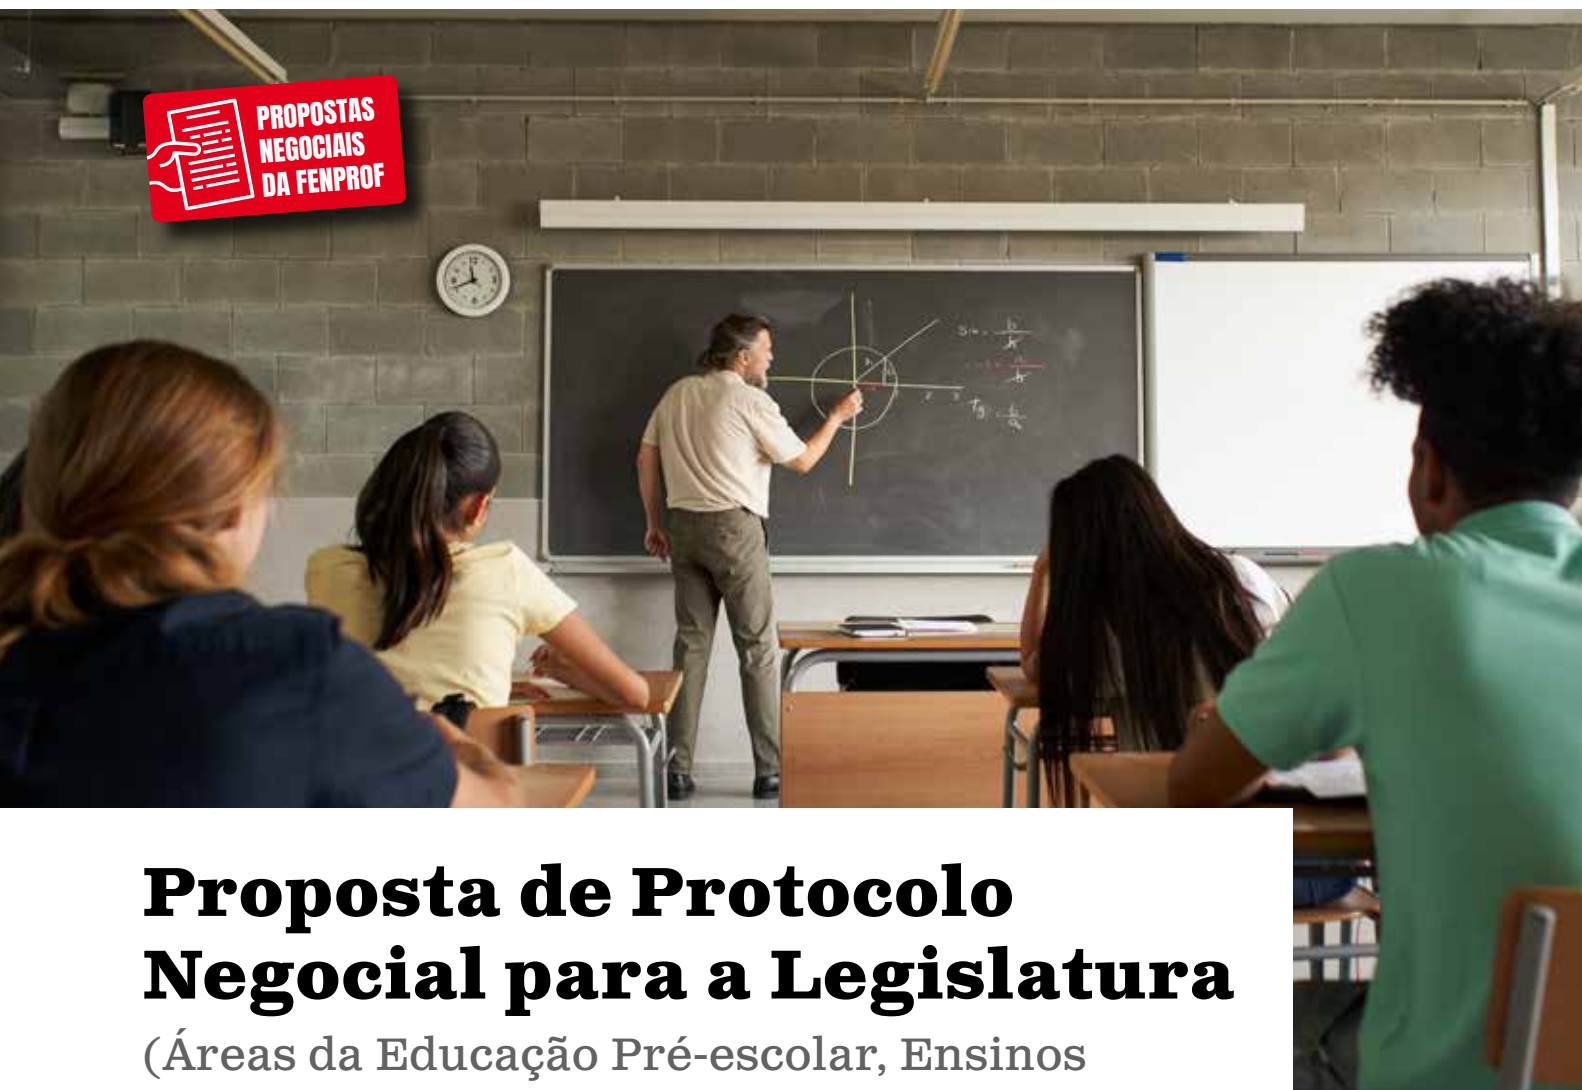 PROPOSTAS
NEGOCIAIS
DA FENPROF
Proposta de Protocolo
Negocial para a Legislatura
(Áreas da Educação Pré-escolar, Ensinos